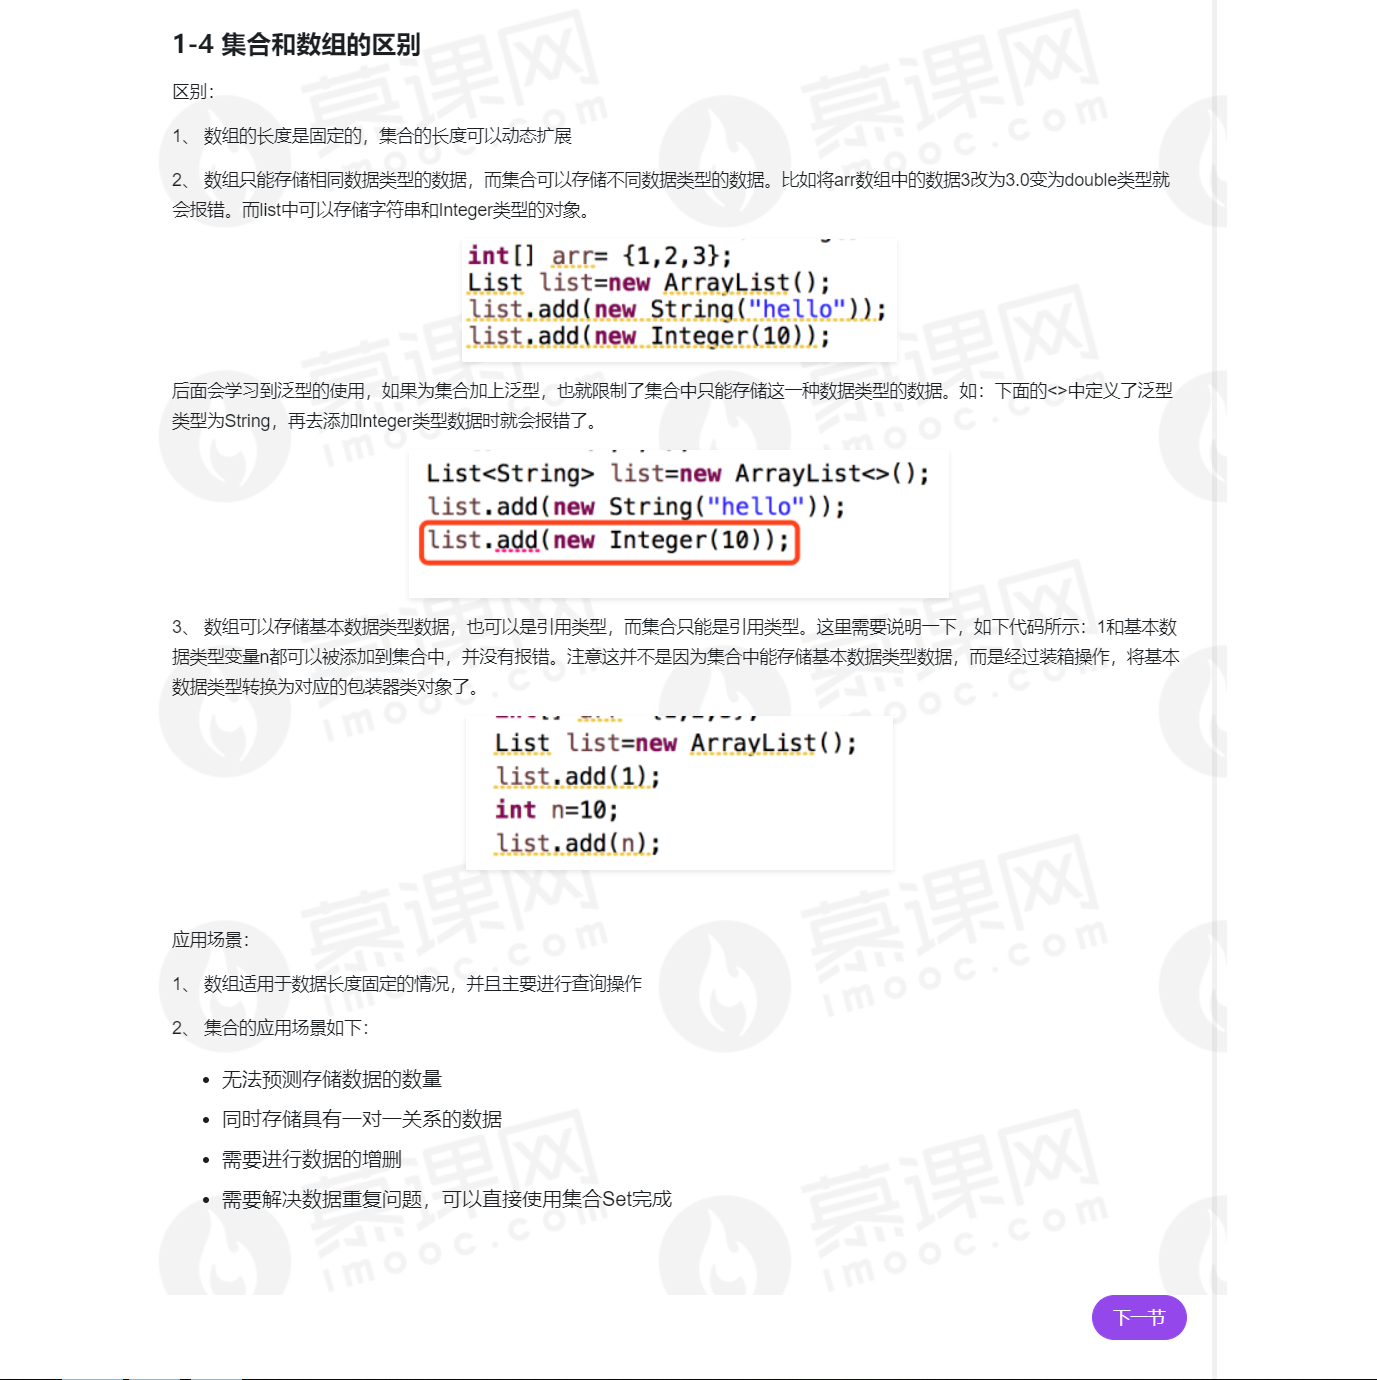 1-4 集合和数组的区别
区别：
1、 数组的长度是固定的，集合的长度可以动态扩展
2、 数组只能存储相同数据类型的数据，而集合可以存储不同数据类型的数据。比如将arr数组中的数据3改为3.0变为double类型就
会报错。而list中可以存储字符串和Integer类型的对象。
int[] arr= {1,2,3};
List list=new ArrayList();
list.add(new String("hello"));
list.add(new Integer(10));
后面会学习到泛型的使用，如果为集合加上泛型，也就限制了集合中只能存储这一种数据类型的数据。如：下面的<>中定义了泛型
类型为String，再去添加Integer类型数据时就会报错了。
List<String> list=new ArrayList<>();
list.add(new String("hello"));
list.add(new Integer(10));
3、 数组可以存储基本数据类型数据，也可以是引用类型，而集合只能是引用类型。这里需要说明一下，如下代码所示：1和基本数
据类型变量n都可以被添加到集合中，并没有报错。注意这并不是因为集合中能存储基本数据类型数据，而是经过装箱操作，将基本
数据类型转换为对应的包装器类对象了。
List list=new ArrayList();
list.add(1);
int n=10;
list.add(n);
应用场景：
1、 数组适用于数据长度固定的情况，并且主要进行查询操作
2、 集合的应用场景如下：
• 无法预测存储数据的数量
• 同时存储具有一对一关系的数据
• 需要进行数据的增删
• 需要解决数据重复问题，可以直接使用集合Set完成
下一节
慕课网
imooc.com